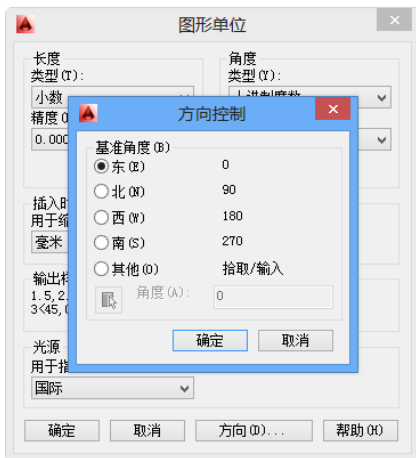 图形单位
长度
类型(T):
小数
角度
类型(Y):
十进制度数
精度
0.000
方向控制
基准角度(B)
东(E) 0
北(N) 90
西(W) 180
南(S) 270
其他(O) 拾取/输入
角度(A): 0
确定 取消
插入时
用于缩
毫米
输出样
1.5,2.
3<45,0
光源
用于指
国际
确定 取消 方向(D)... 帮助(H)